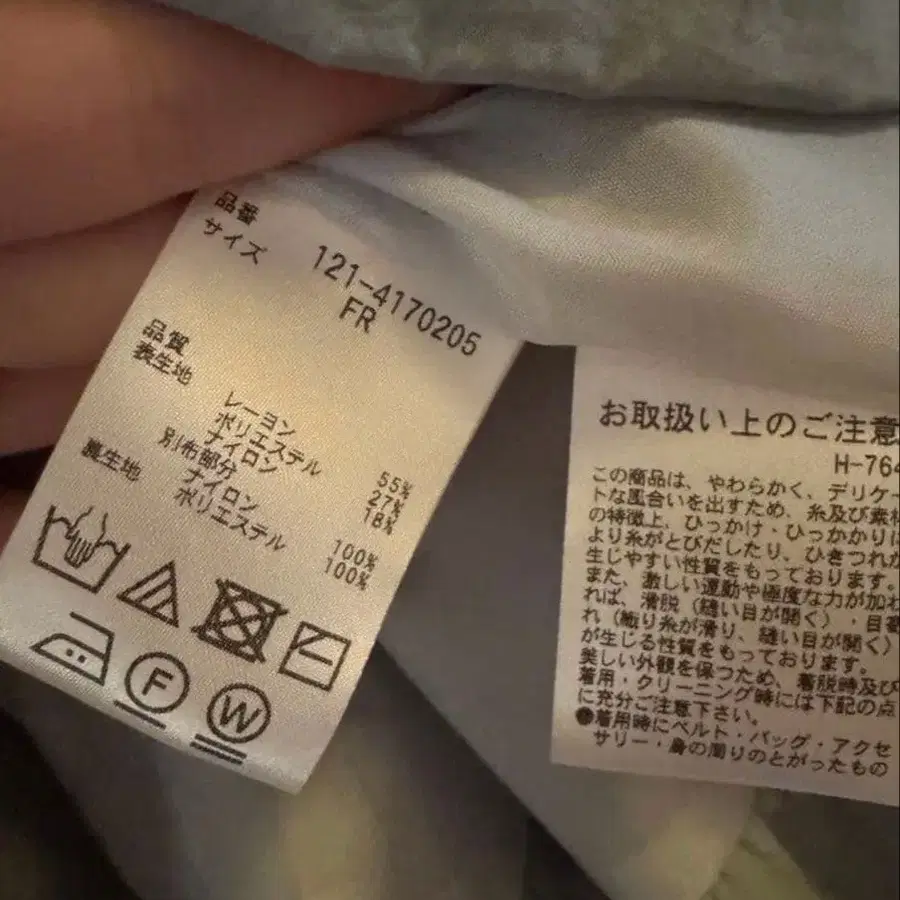 品番
121-4170205
サイズ
FR
品質
表生地
レーヨン 55%
ポリエステル 27%
ナイロン 18%
別布部分
ナイロン 100%
裏生地
ポリエステル 100%
F
W
お取扱い上のご注意
H-764
この商品は、やわらかく、デリケー
トな風合いを出すため、糸及び素材
の特徴上、ひっかけ・ひっかかりに
より糸がとびだしたり、ひきつれが
生じやすい性質をもっております。
また、激しい運動や極度な力が加わ
れば、滑脱(縫い目が開く)・目寄
れ(織り糸が滑り、縫い目が開く)
が生じる性質をもっております。
美しい外観を保つため、着脱時及び
着用・クリーニング時には下記の点
に充分ご注意下さい。
●着用時にベルト・バッグ・アクセ
サリー・身の周りのとがったもの